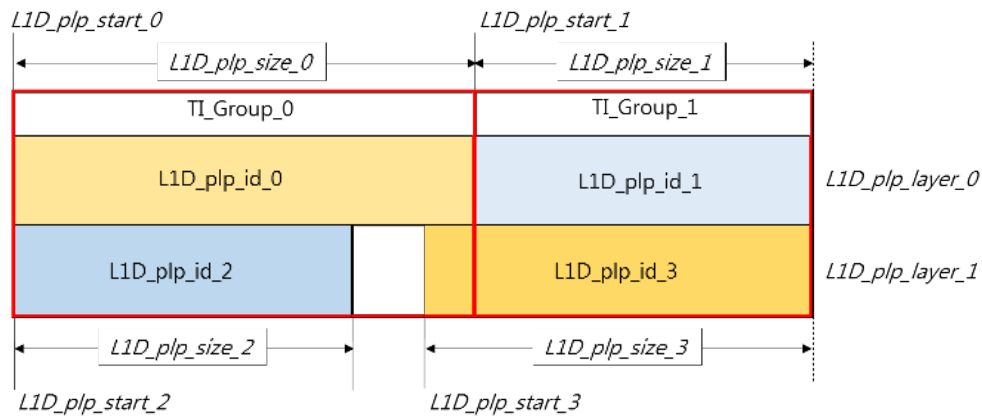 L1D_plp_start_0
L1D_plp_start_1
L1D_plp_size_0
L1D_plp_size_1
TI_Group_0
TI_Group_1
L1D_plp_id_0
L1D_plp_id_1
L1D_plp_layer_0
L1D_plp_id_2
L1D_plp_id_3
L1D_plp_layer_1
L1D_plp_size_2
L1D_plp_size_3
L1D_plp_start_2
L1D_plp_start_3